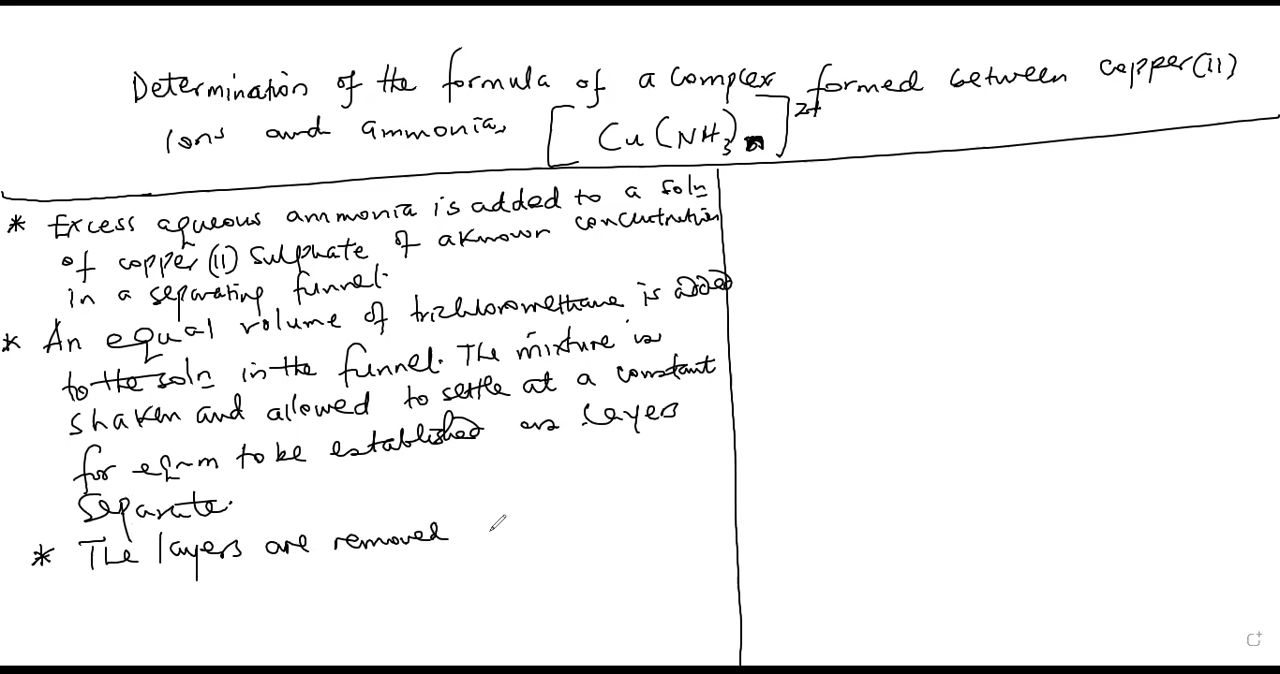 Determination of the formula of a complex formed between copper(II)
Ions and ammonia, [Cu(NH3)n]2+
* Excess aqueous ammonia is added to a soln
of copper (II) sulphate of a known concentration
in a separating funnel.
* An equal volume of trichloromethane is added
to the soln in the funnel. The mixture is
shaken and allowed to settle at a constant
for eq~m to be established as layers
separate.
* The layers are removed